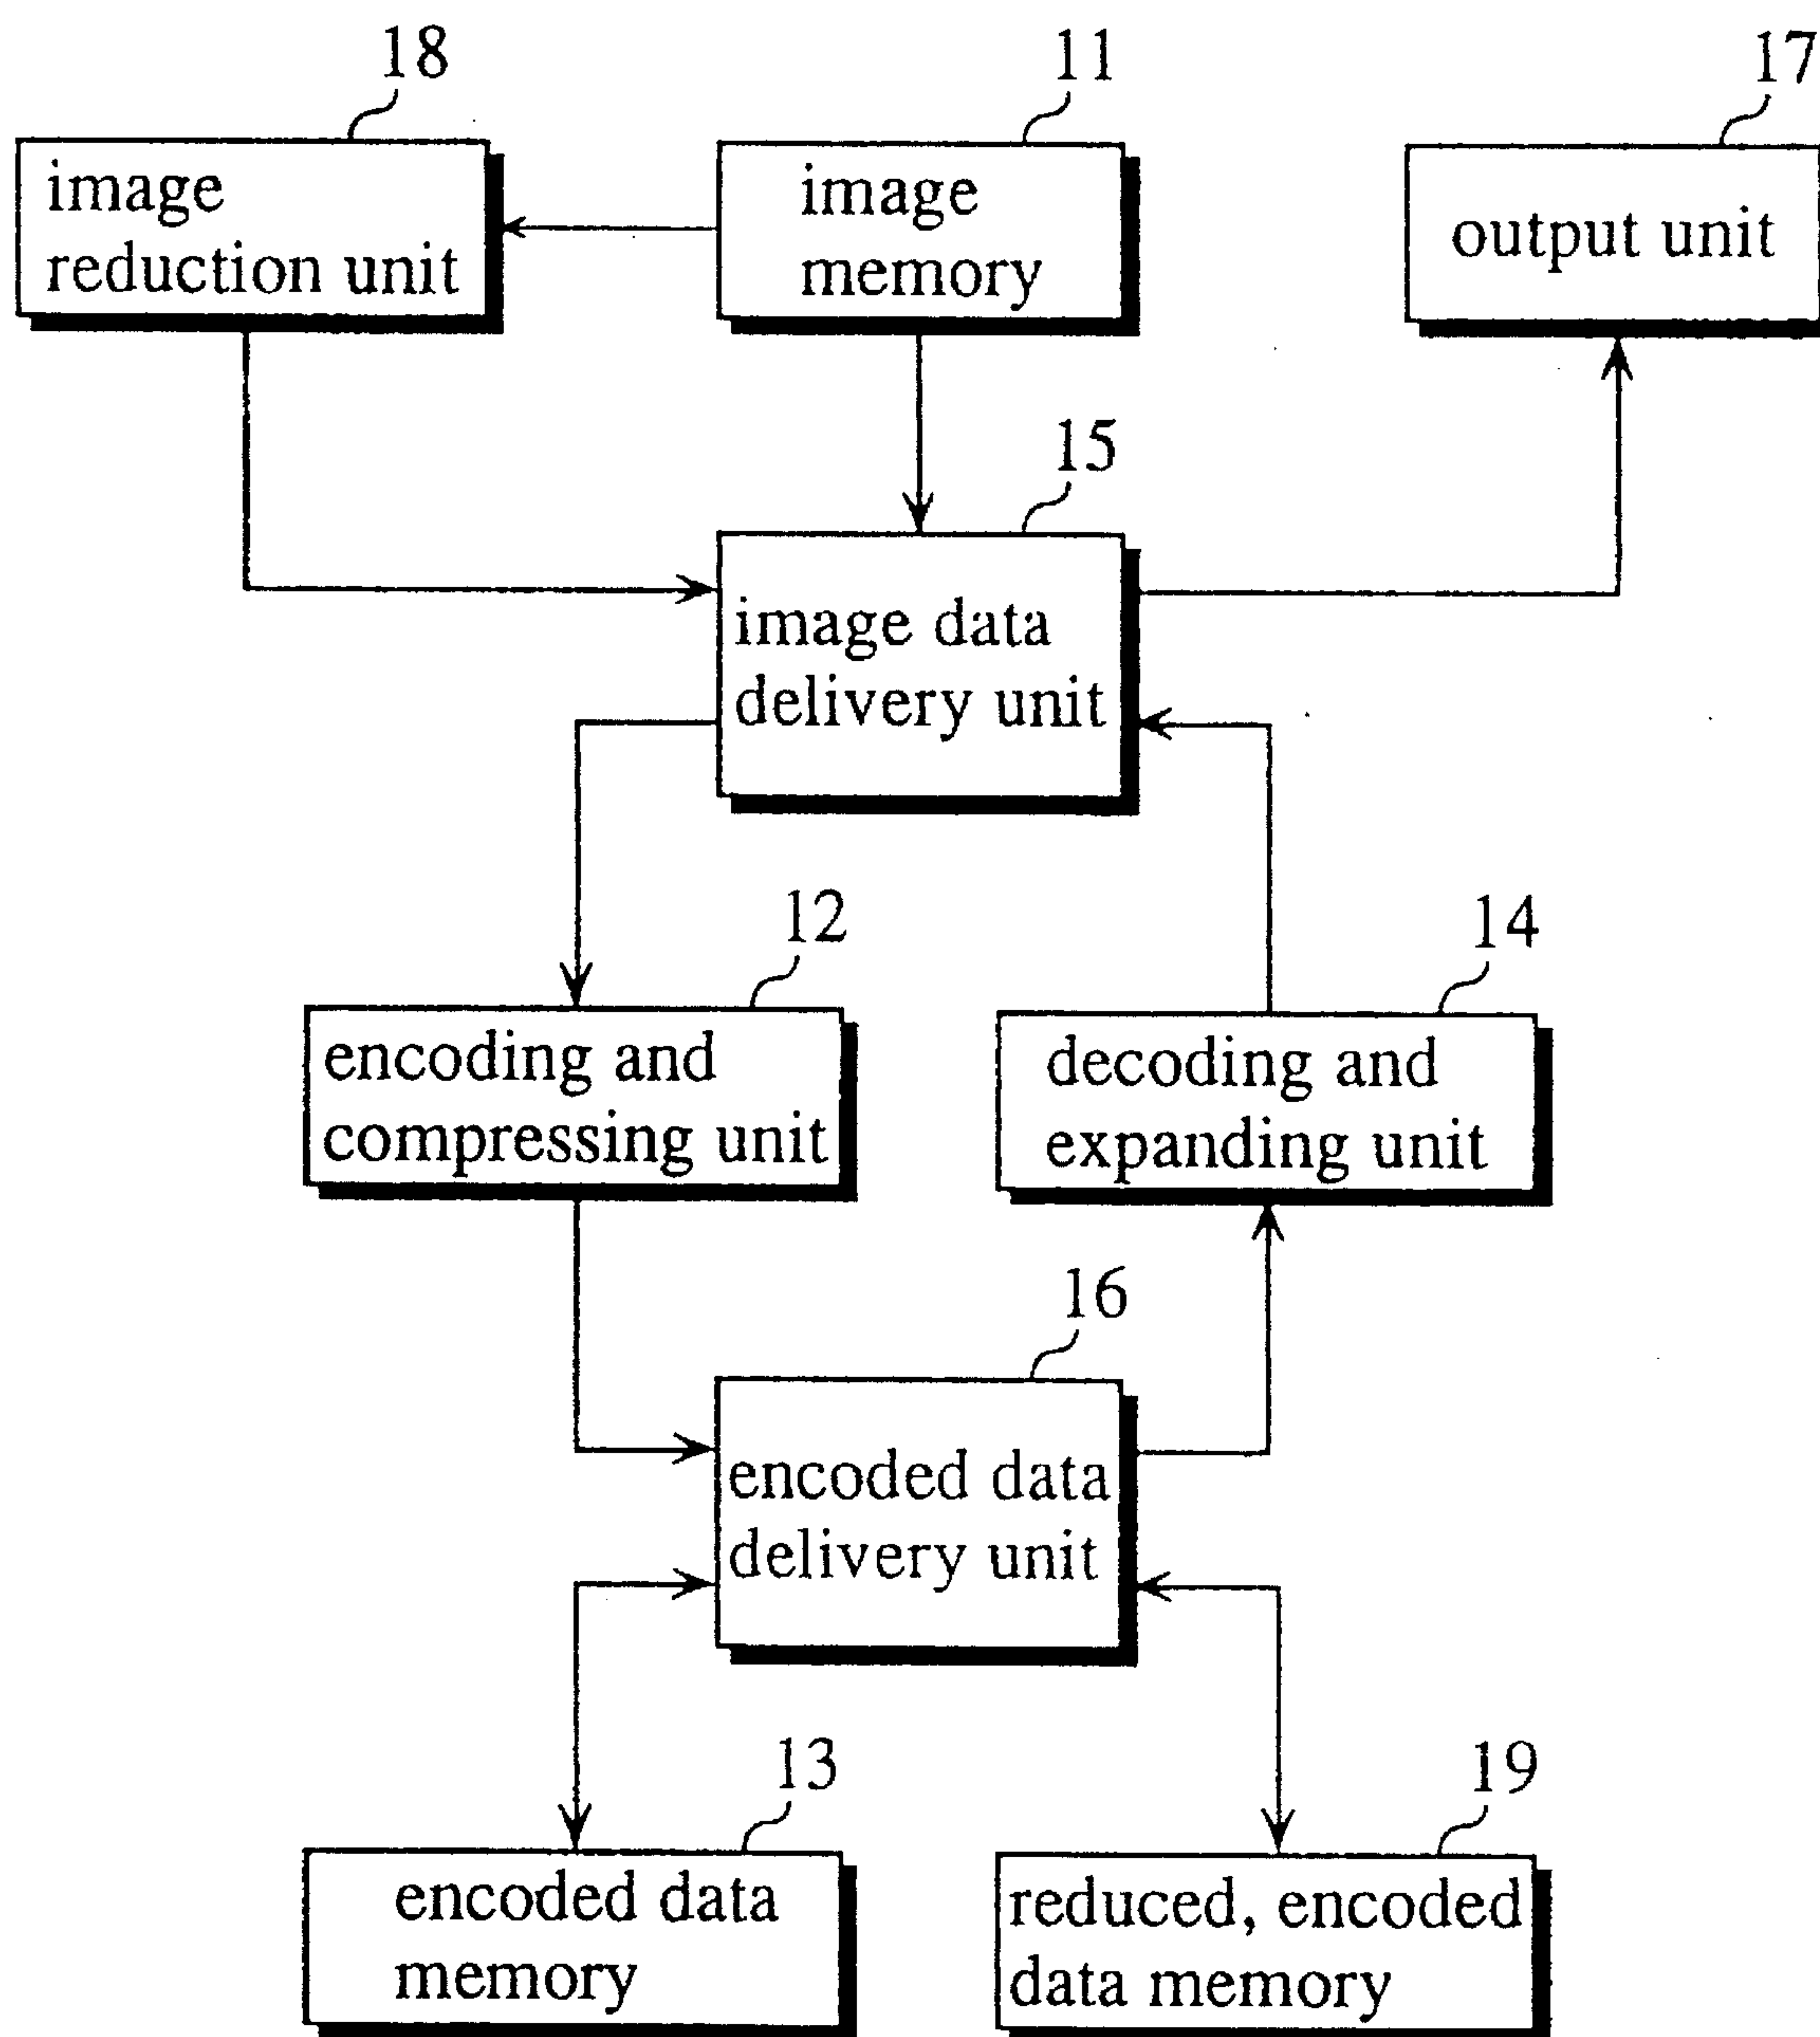 18
11
17
image
reduction unit
image
memory
output unit
15
image data
delivery unit
12
14
encoding and
compressing unit
decoding and
expanding unit
16
encoded data
delivery unit
13
19
encoded data
memory
reduced, encoded
data memory